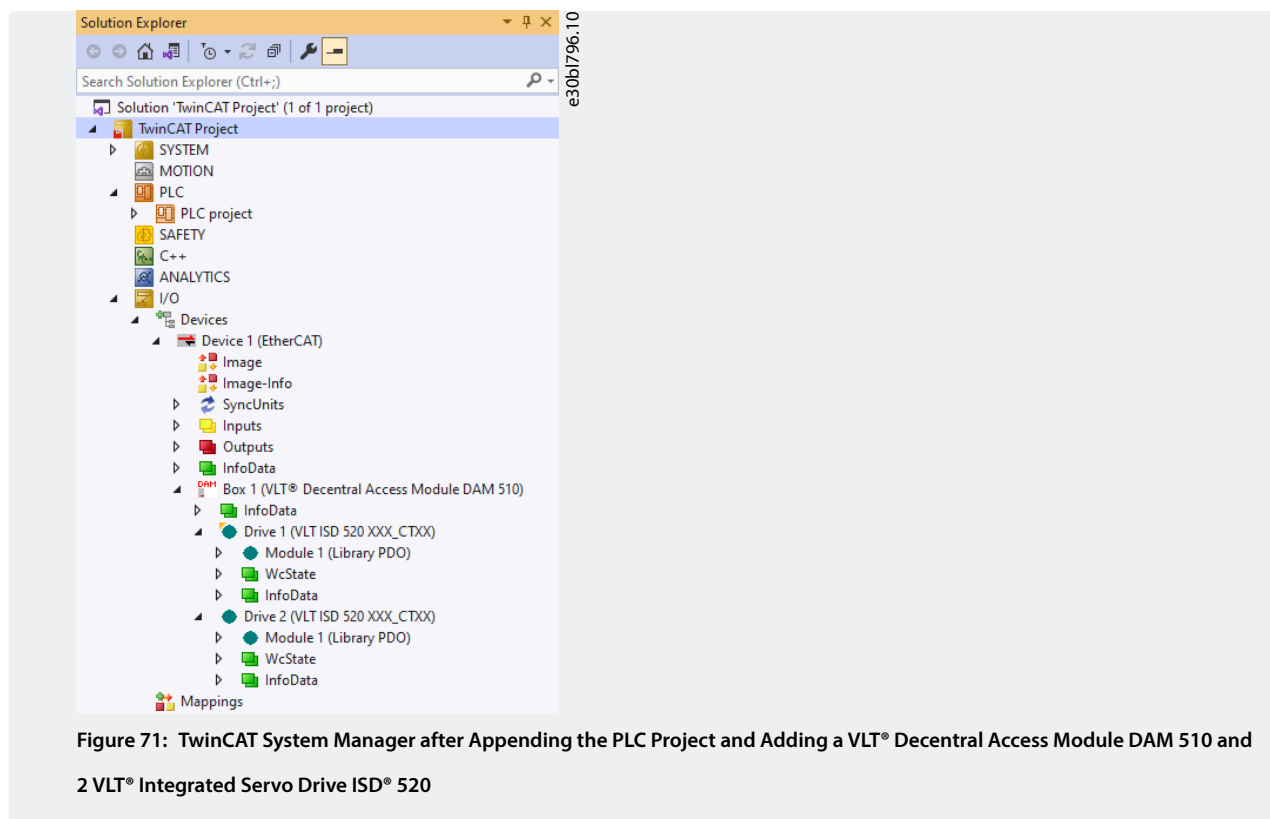 Solution Explorer
Search Solution Explorer (Ctrl+;)
Solution 'TwinCAT Project' (1 of 1 project)
TwinCAT Project
SYSTEM
MOTION
PLC
PLC project
SAFETY
C++
ANALYTICS
I/O
Devices
Device 1 (EtherCAT)
Image
Image-Info
SyncUnits
Inputs
Outputs
InfoData
DAM Box 1 (VLT® Decentral Access Module DAM 510)
InfoData
Drive 1 (VLT ISD 520 XXX_CTXX)
Module 1 (Library PDO)
WcState
InfoData
Drive 2 (VLT ISD 520 XXX_CTXX)
Module 1 (Library PDO)
WcState
InfoData
Mappings
e30bl796.10
Figure 71: TwinCAT System Manager after Appending the PLC Project and Adding a VLT® Decentral Access Module DAM 510 and
2 VLT® Integrated Servo Drive ISD® 520